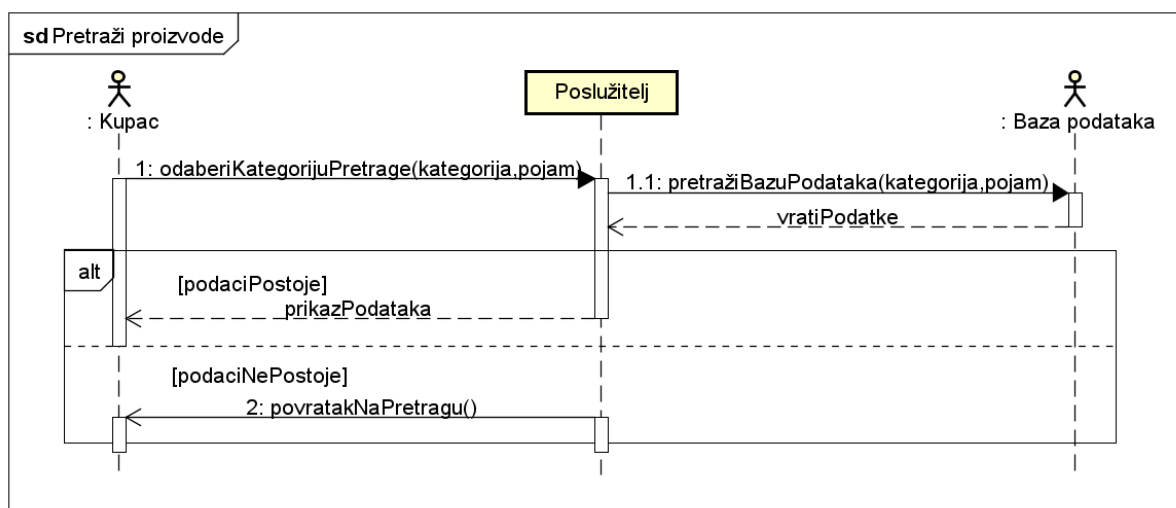 sd Pretraži proizvode
: Kupac
Poslužitelj
: Baza podataka
1: odaberiKategorijuPretrage(kategorija,pojam)
1.1: pretražiBazuPodataka(kategorija,pojam)
vratiPodatke
alt
[podaciPostoje]
prikazPodataka
[podaciNePostoje]
2: povratakNaPretragu()